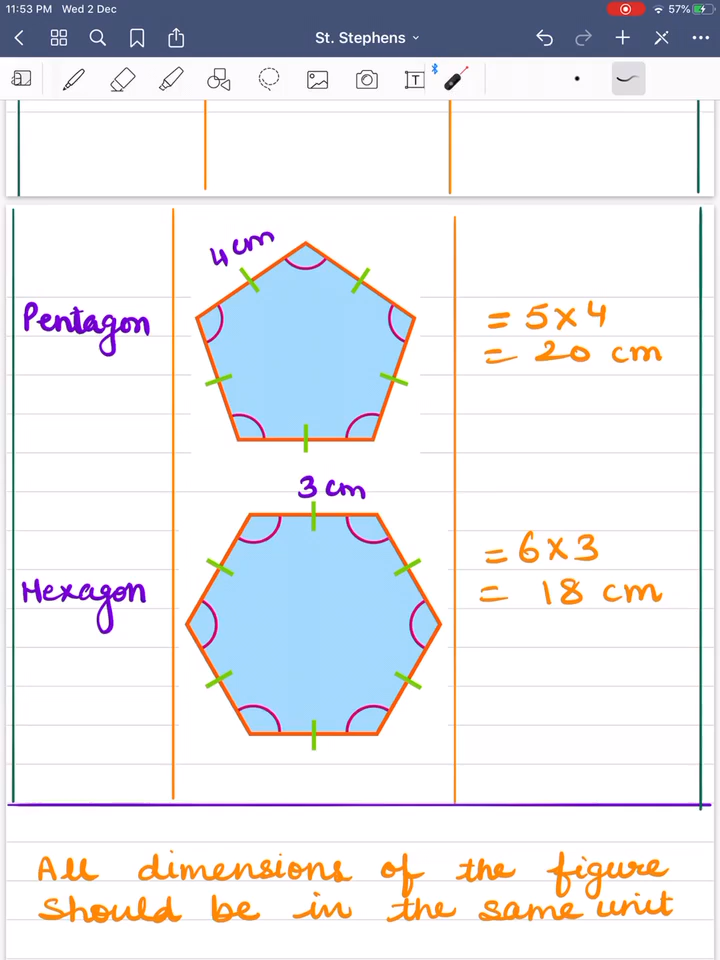 11:53 PM Wed 2 Dec
57%
St. Stephens
T
4 cm
Pentagon
= 5 x 4
= 20 cm
3 cm
Hexagon
= 6 x 3
= 18 cm
All dimensions of the figure
should be in the same unit